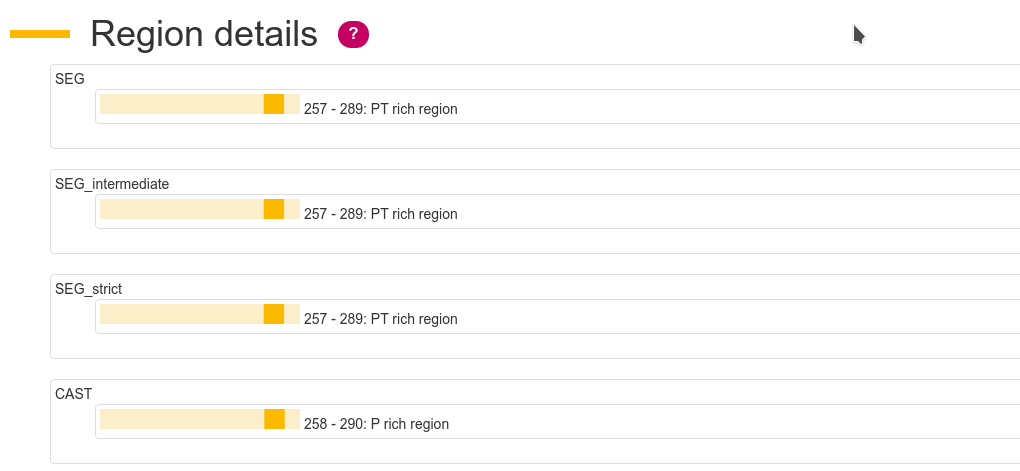 Region details ?
SEG
257 - 289: PT rich region
SEG_intermediate
257 - 289: PT rich region
SEG_strict
257 - 289: PT rich region
CAST
258 - 290: P rich region